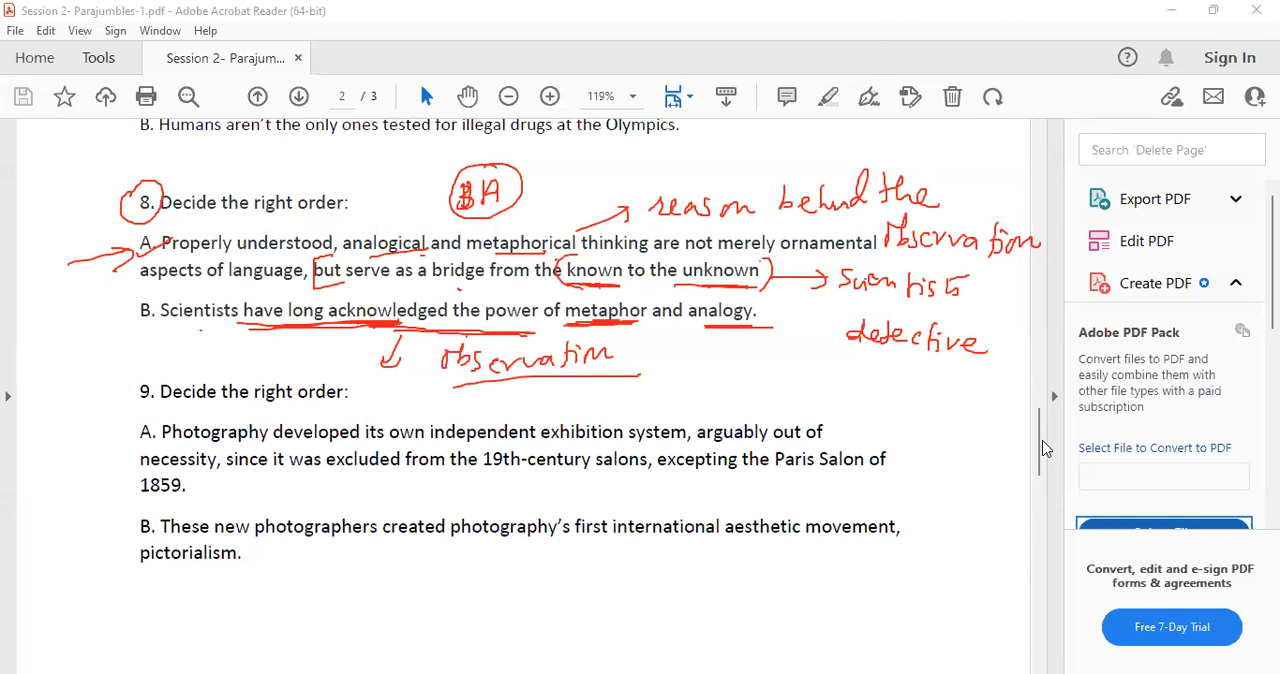 Session 2- Parajumbles-1.pdf - Adobe Acrobat Reader (64-bit)
File Edit View Sign Window Help
Home Tools Session 2- Parajum... × Sign In
2 / 3 119%
B. Humans aren't the only ones tested for illegal drugs at the Olympics.
BA
8. Decide the right order:
reason behind the
observation
A. Properly understood, analogical and metaphorical thinking are not merely ornamental
aspects of language, but serve as a bridge from the known to the unknown
scientists
detective
B. Scientists have long acknowledged the power of metaphor and analogy.
observation
9. Decide the right order:
A. Photography developed its own independent exhibition system, arguably out of
necessity, since it was excluded from the 19th-century salons, excepting the Paris Salon of
1859.
B. These new photographers created photography's first international aesthetic movement,
pictorialism.
Search 'Delete Page'
Export PDF
Edit PDF
Create PDF
Adobe PDF Pack
Convert files to PDF and
easily combine them with
other file types with a paid
subscription
Select File to Convert to PDF
Convert, edit and e-sign PDF
forms & agreements
Free 7-Day Trial